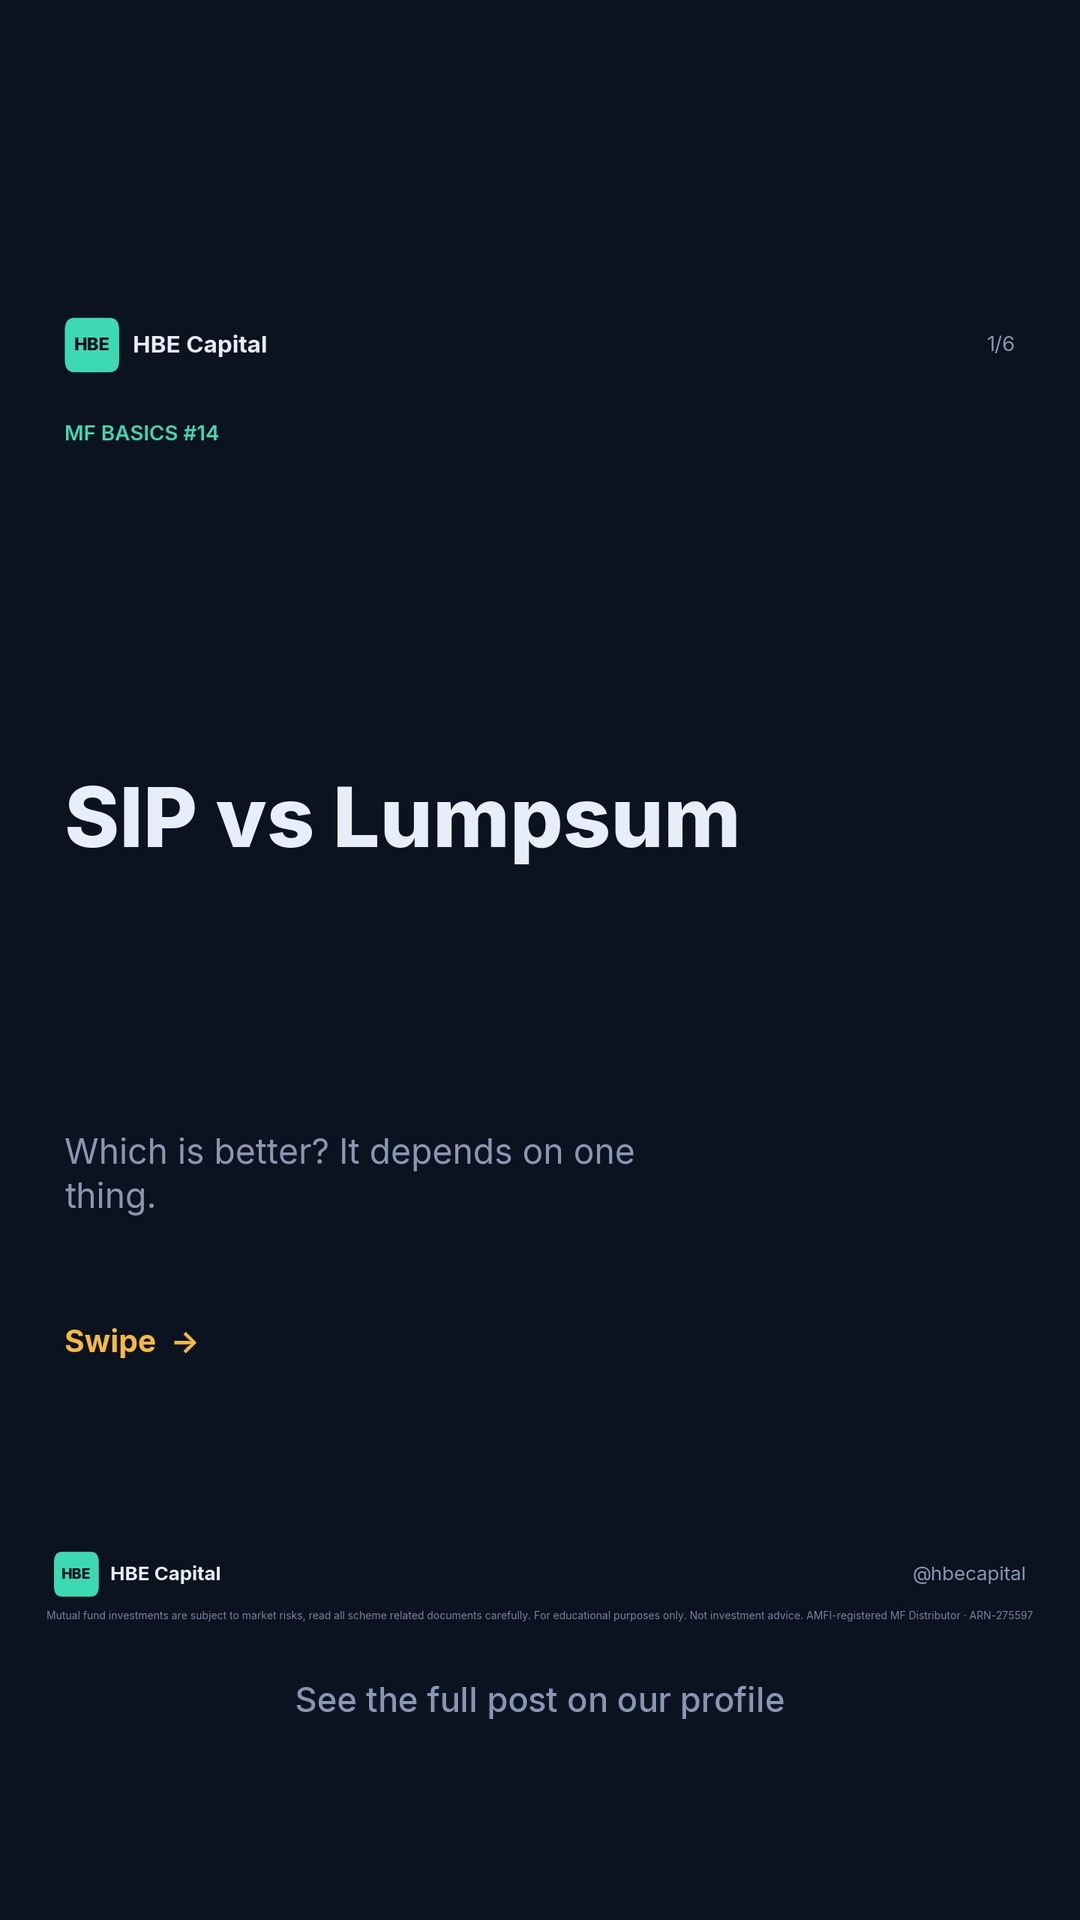 HBE HBE Capital 1/6
MF BASICS #14
SIP vs Lumpsum
Which is better? It depends on one
thing.
Swipe →
HBE HBE Capital @hbecapital
Mutual fund investments are subject to market risks, read all scheme related documents carefully. For educational purposes only. Not investment advice. AMFI-registered MF Distributor · ARN-275597
See the full post on our profile